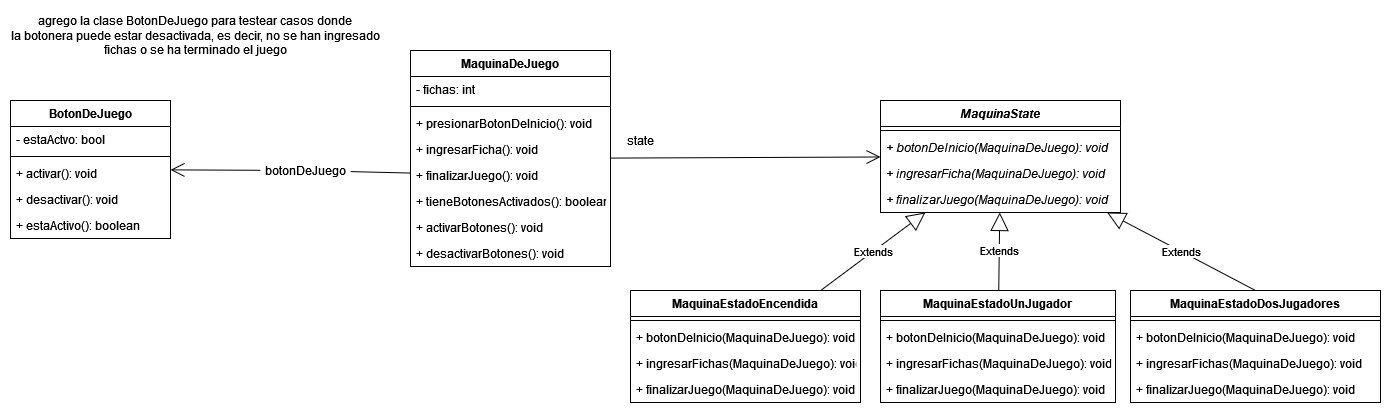 agrego la clase BotonDeJuego para testear casos donde
la botonera puede estar desactivada, es decir, no se han ingresado
fichas o se ha terminado el juego
MaquinaDeJuego
- fichas: int
+ presionarBotonDeInicio(): void
+ ingresarFicha(): void
+ finalizarJuego(): void
+ tieneBotonesActivados(): boolean
+ activarBotones(): void
+ desactivarBotones(): void
BotonDeJuego
- estaActvo: bool
+ activar(): void
+ desactivar(): void
+ estaActivo(): boolean
botonDeJuego
state
MaquinaState
+ botonDeInicio(MaquinaDeJuego): void
+ ingresarFicha(MaquinaDeJuego): void
+ finalizarJuego(MaquinaDeJuego): void
Extends
Extends
Extends
MaquinaEstadoEncendida
+ botonDeInicio(MaquinaDeJuego): void
+ ingresarFichas(MaquinaDeJuego): void
+ finalizarJuego(MaquinaDeJuego): void
MaquinaEstadoUnJugador
+ botonDeInicio(MaquinaDeJuego): void
+ ingresarFichas(MaquinaDeJuego): void
+ finalizarJuego(MaquinaDeJuego): void
MaquinaEstadoDosJugadores
+ botonDeInicio(MaquinaDeJuego): void
+ ingresarFichas(MaquinaDeJuego): void
+ finalizarJuego(MaquinaDeJuego): void